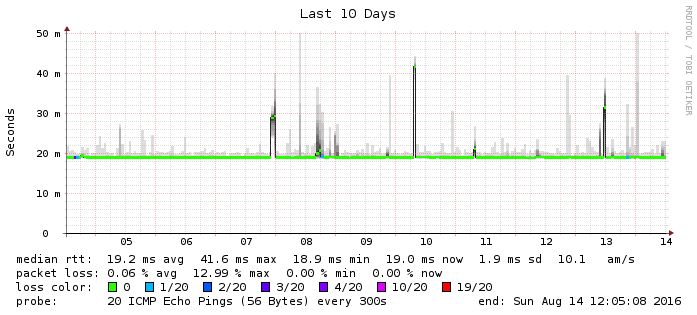 Last 10 Days
RRDTOOL / TOBI OETIKER
Seconds
50 m
40 m
30 m
20 m
10 m
0
05 06 07 08 09 10 11 12 13 14
median rtt: 19.2 ms avg 41.6 ms max 18.9 ms min 19.0 ms now 1.9 ms sd 10.1 am/s
packet loss: 0.06 % avg 12.99 % max 0.00 % min 0.00 % now
loss color: 0 1/20 2/20 3/20 4/20 10/20 19/20
probe: 20 ICMP Echo Pings (56 Bytes) every 300s end: Sun Aug 14 12:05:08 2016